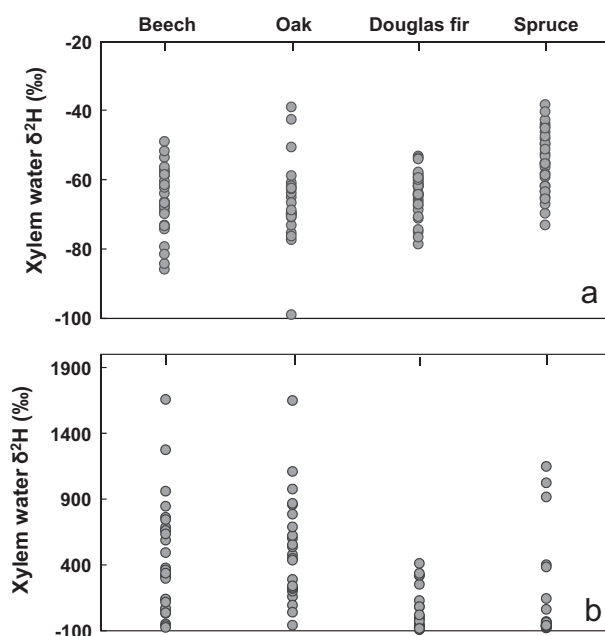 Beech Oak Douglas fir Spruce
-20
-40
-60
-80
-100
Xylem water δ²H (‰)
a
1900
1400
900
400
-100
Xylem water δ²H (‰)
b